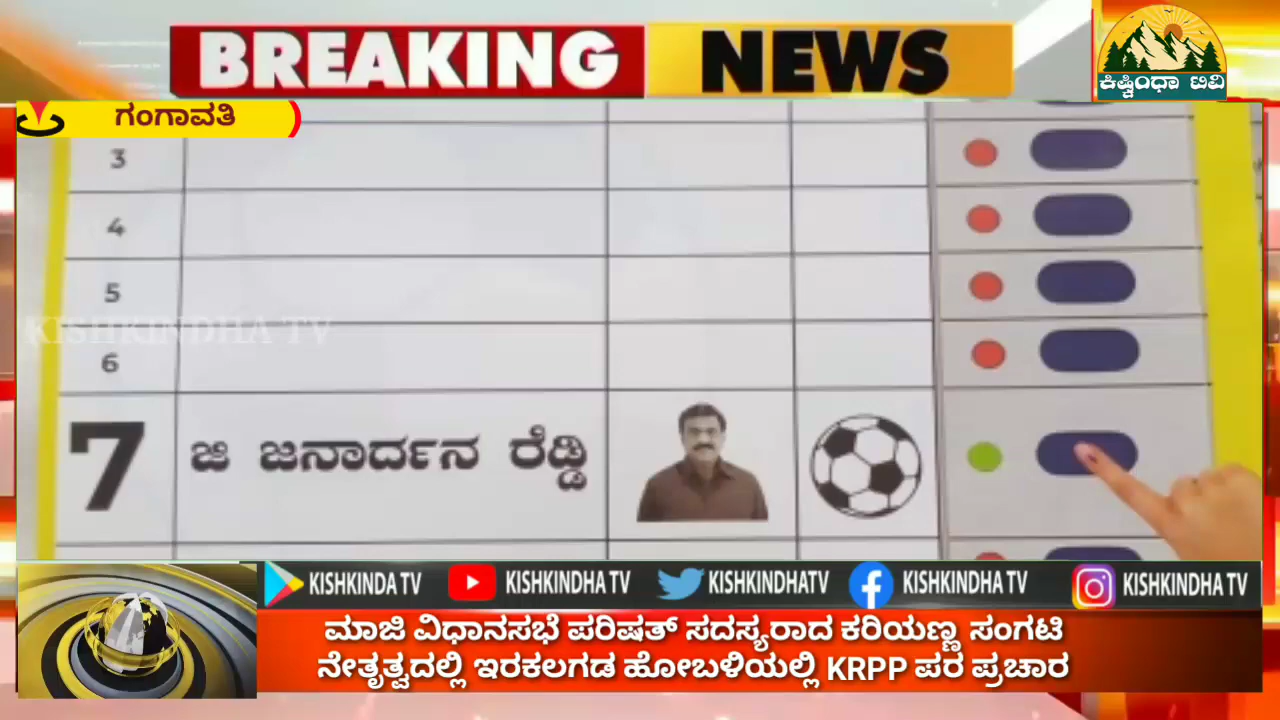 BREAKING NEWS
ಕಿಷ್ಕಿಂಧಾ ಟಿವಿ
ಗಂಗಾವತಿ
3
4
5
KISHKINDHA TV
6
7 ಜಿ ಜನಾರ್ದನ ರೆಡ್ಡಿ
KISHKINDA TV KISHKINDHA TV KISHKINDHATV KISHKINDHA TV KISHKINDHA TV
ಮಾಜಿ ವಿಧಾನಸಭೆ ಪರಿಷತ್ ಸದಸ್ಯರಾದ ಕರಿಯಣ್ಣ ಸಂಗಟಿ
ನೇತೃತ್ವದಲ್ಲಿ ಇರಕಲಗಡ ಹೋಬಳಿಯಲ್ಲಿ KRPP ಪರ ಪ್ರಚಾರ